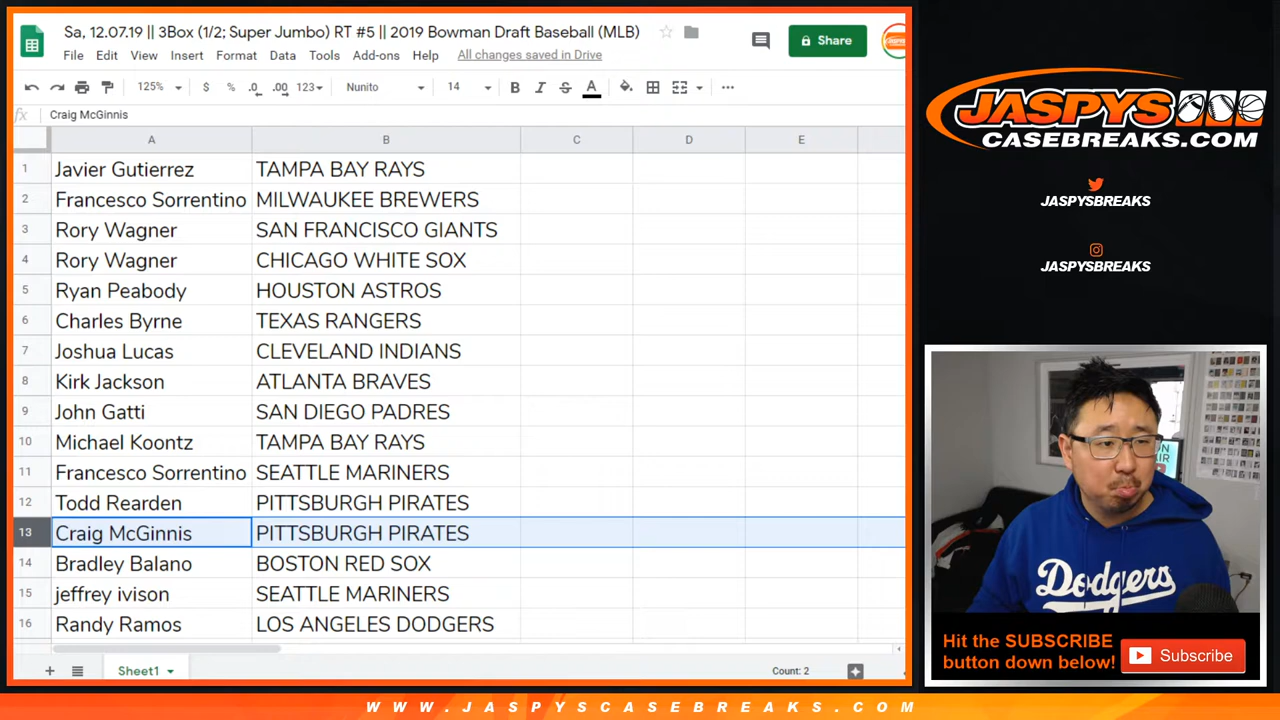 Sa, 12.07.19 || 3Box (1/2; Super Jumbo) RT #5 || 2019 Bowman Draft Baseball (MLB)
File Edit View Insert Format Data Tools Add-ons Help All changes saved in Drive
Share
125% $ % .0 .00 123 Nunito 14 B I S A
fx Craig McGinnis
A B C D E
1 Javier Gutierrez TAMPA BAY RAYS
2 Francesco Sorrentino MILWAUKEE BREWERS
3 Rory Wagner SAN FRANCISCO GIANTS
4 Rory Wagner CHICAGO WHITE SOX
5 Ryan Peabody HOUSTON ASTROS
6 Charles Byrne TEXAS RANGERS
7 Joshua Lucas CLEVELAND INDIANS
8 Kirk Jackson ATLANTA BRAVES
9 John Gatti SAN DIEGO PADRES
10 Michael Koontz TAMPA BAY RAYS
11 Francesco Sorrentino SEATTLE MARINERS
12 Todd Rearden PITTSBURGH PIRATES
13 Craig McGinnis PITTSBURGH PIRATES
14 Bradley Balano BOSTON RED SOX
15 jeffrey ivison SEATTLE MARINERS
16 Randy Ramos LOS ANGELES DODGERS
Sheet1
Count: 2
JASPYS
CASEBREAKS.COM
JASPYSBREAKS
JASPYSBREAKS
Dodgers
Hit the SUBSCRIBE
button down below!
Subscribe
WWW.JASPYSCASEBREAKS.COM